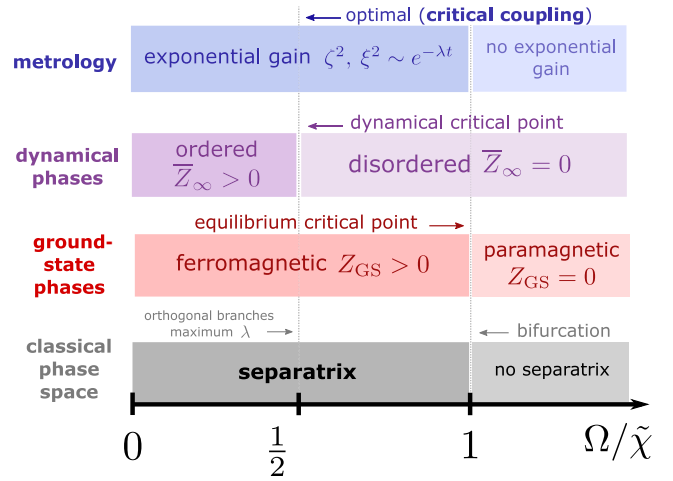 ← optimal (critical coupling)
metrology
exponential gain ζ², ξ² ∼ e^{−λt}
no exponential
gain
← dynamical critical point
dynamical
phases
ordered
Z̅_∞ > 0
disordered Z̅_∞ = 0
equilibrium critical point →
ground-
state
phases
ferromagnetic Z_GS > 0
paramagnetic
Z_GS = 0
orthogonal branches
maximum λ →
← bifurcation
classical
phase
space
separatrix
no separatrix
0
1/2
1
Ω/χ̃